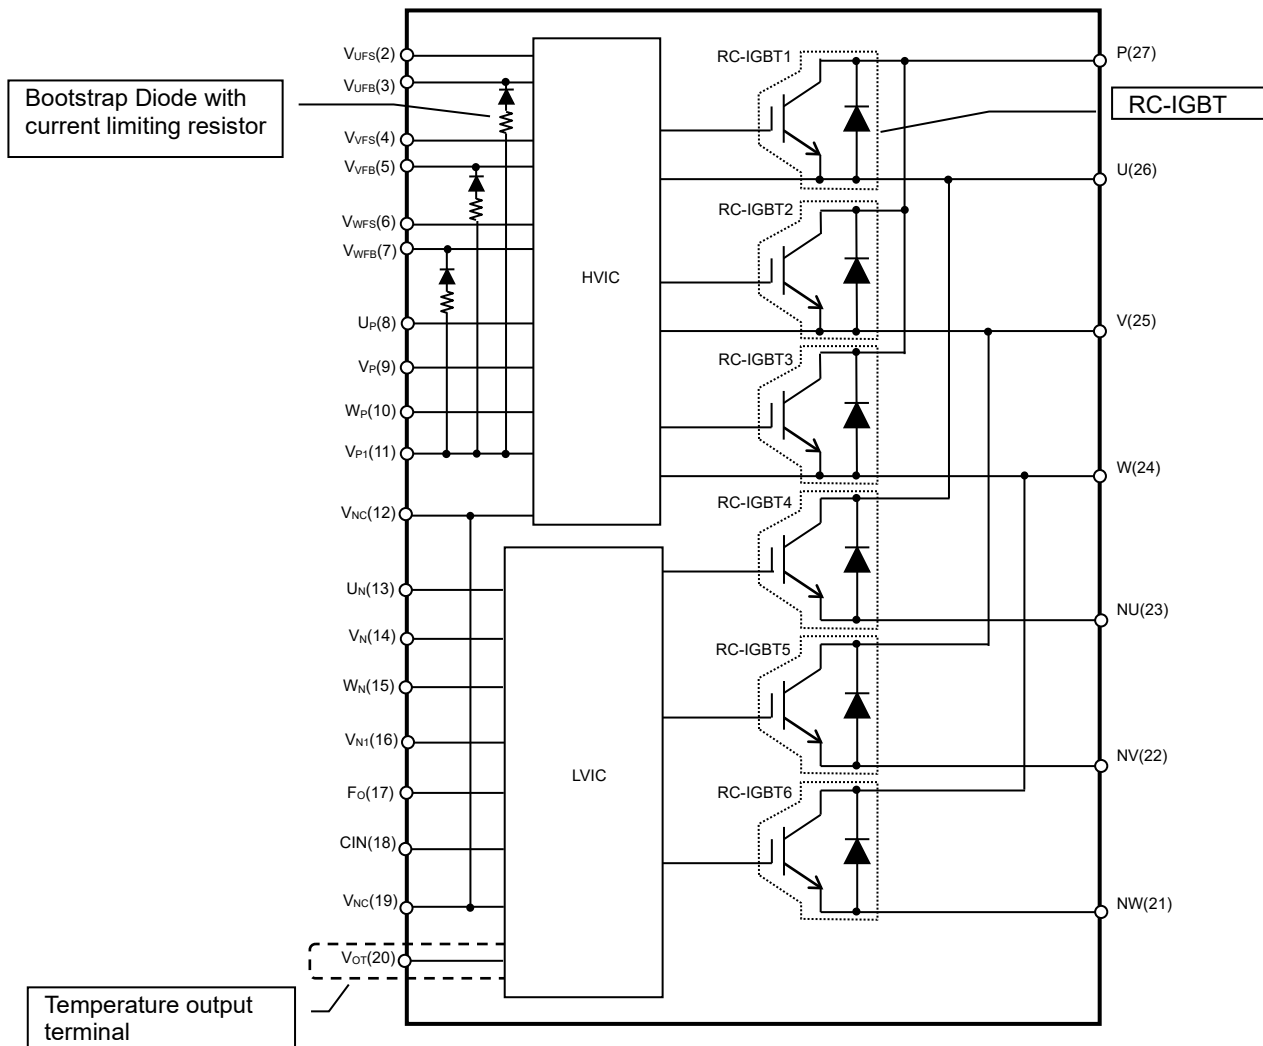 Bootstrap Diode with
current limiting resistor
VUFS(2)
VUFB(3)
VVFS(4)
VVFB(5)
VWFS(6)
VWFB(7)
UP(8)
VP(9)
WP(10)
VP1(11)
VNC(12)
UN(13)
VN(14)
WN(15)
VN1(16)
FO(17)
CIN(18)
VNC(19)
VOT(20)
Temperature output
terminal
HVIC
LVIC
RC-IGBT1
RC-IGBT2
RC-IGBT3
RC-IGBT4
RC-IGBT5
RC-IGBT6
P(27)
RC-IGBT
U(26)
V(25)
W(24)
NU(23)
NV(22)
NW(21)